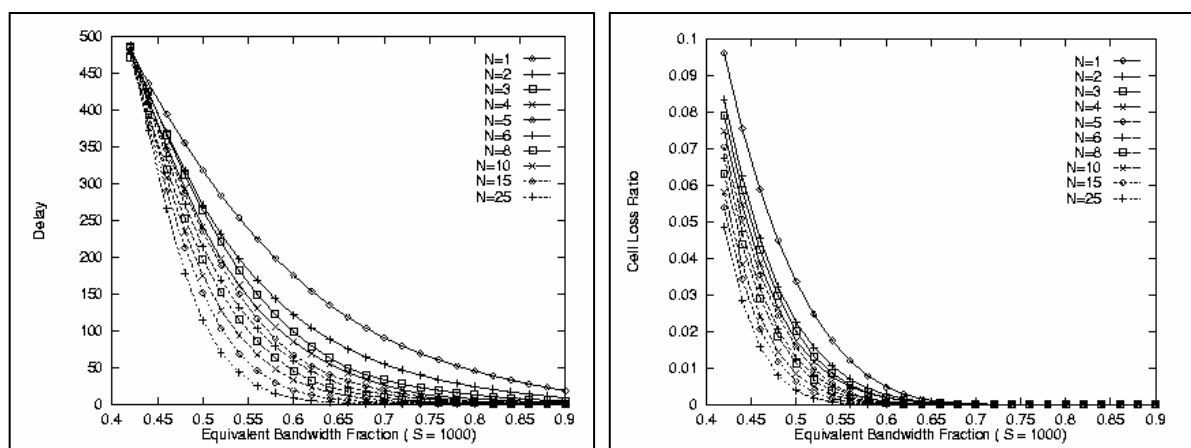 500
450
400
350
300
250
200
150
100
50
0
Delay
N=1
N=2
N=3
N=4
N=5
N=6
N=8
N=10
N=15
N=25
0.4 0.45 0.5 0.55 0.6 0.65 0.7 0.75 0.8 0.85 0.9
Equivalent Bandwidth Fraction ( S = 1000)
0.1
0.09
0.08
0.07
0.06
0.05
0.04
0.03
0.02
0.01
0
Cell Loss Ratio
N=1
N=2
N=3
N=4
N=5
N=6
N=8
N=10
N=15
N=25
0.4 0.45 0.5 0.55 0.6 0.65 0.7 0.75 0.8 0.85 0.9
Equivalent Bandwidth Fraction ( S = 1000)